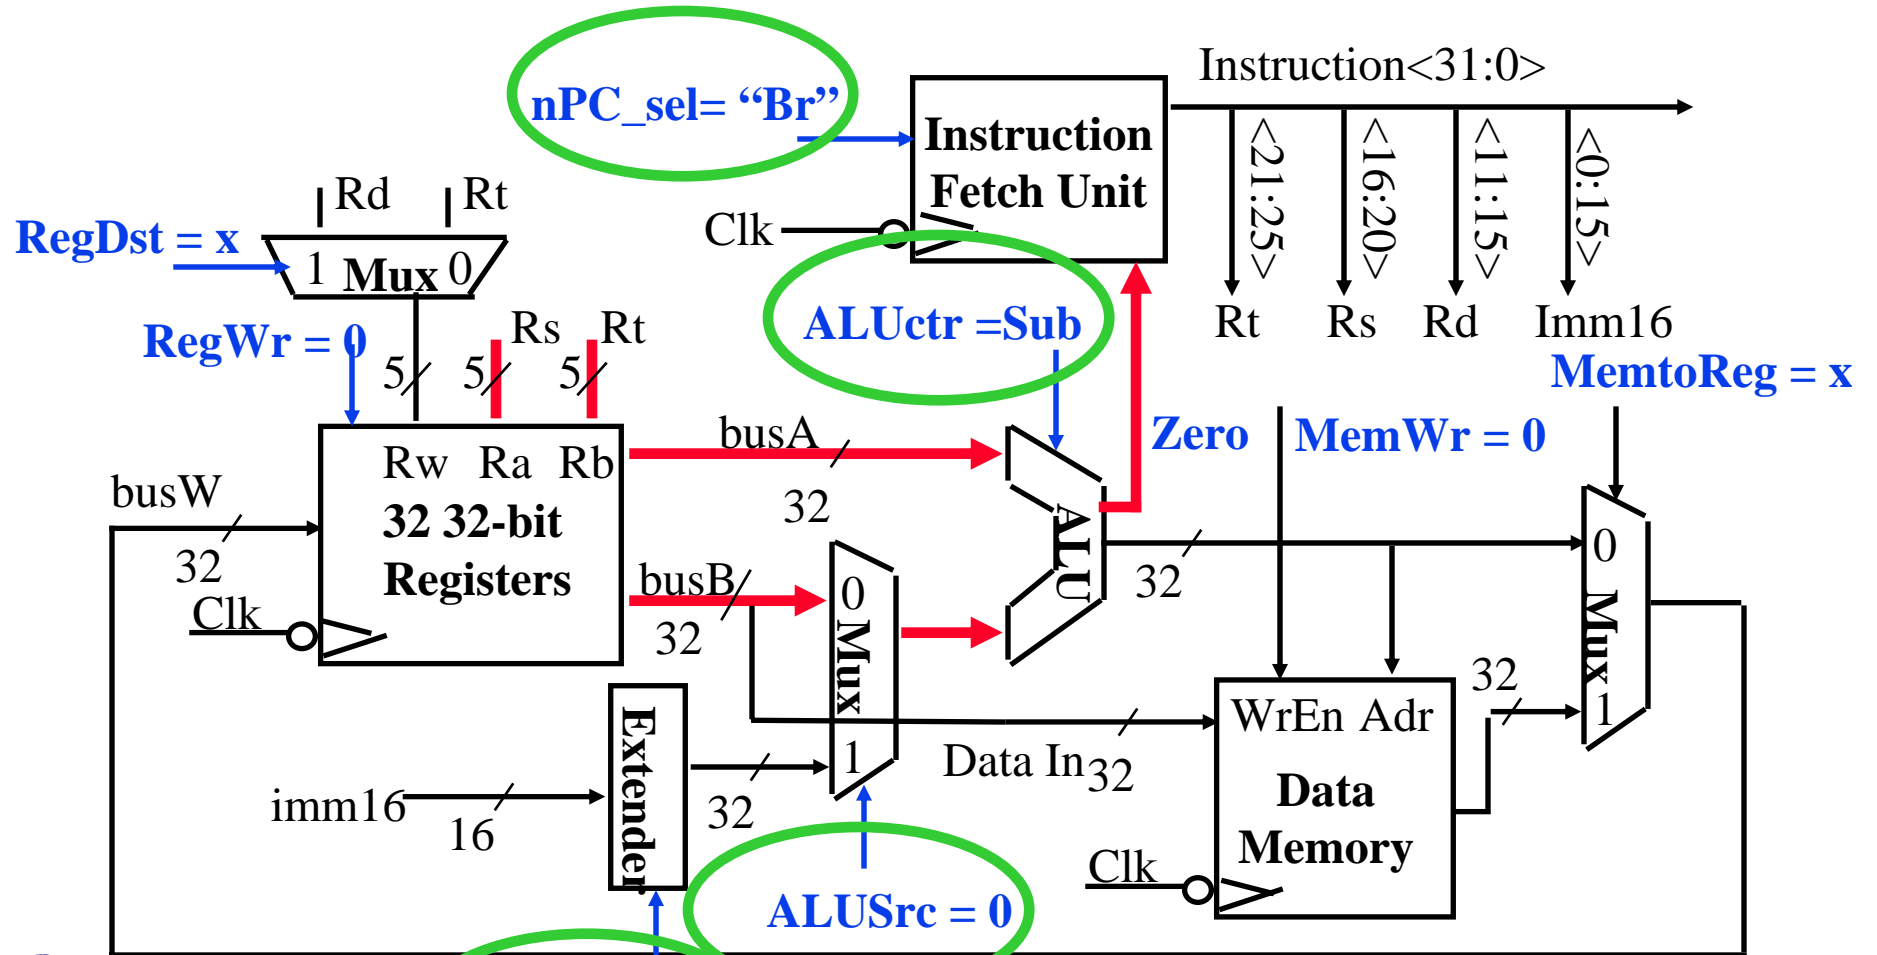 Instruction<31:0>
nPC_sel= “Br”
Instruction
Fetch Unit
<21:25>
<16:20>
<11:15>
<0:15>
Rd
Rt
Clk
RegDst = x
1
Mux
0
Rs
Rt
ALUctr =Sub
Rt
Rs
Rd
Imm16
RegWr = 0
5
5
5
MemtoReg = x
busA
Zero
MemWr = 0
Rw
Ra
Rb
busW
32
32 32-bit
Registers
ALU
0
32
busB
0
32
Clk
32
Mux
Mux
32
32
1
Extender
WrEn
Adr
1
Data In
32
imm16
16
32
Data
Memory
Clk
ALUSrc = 0